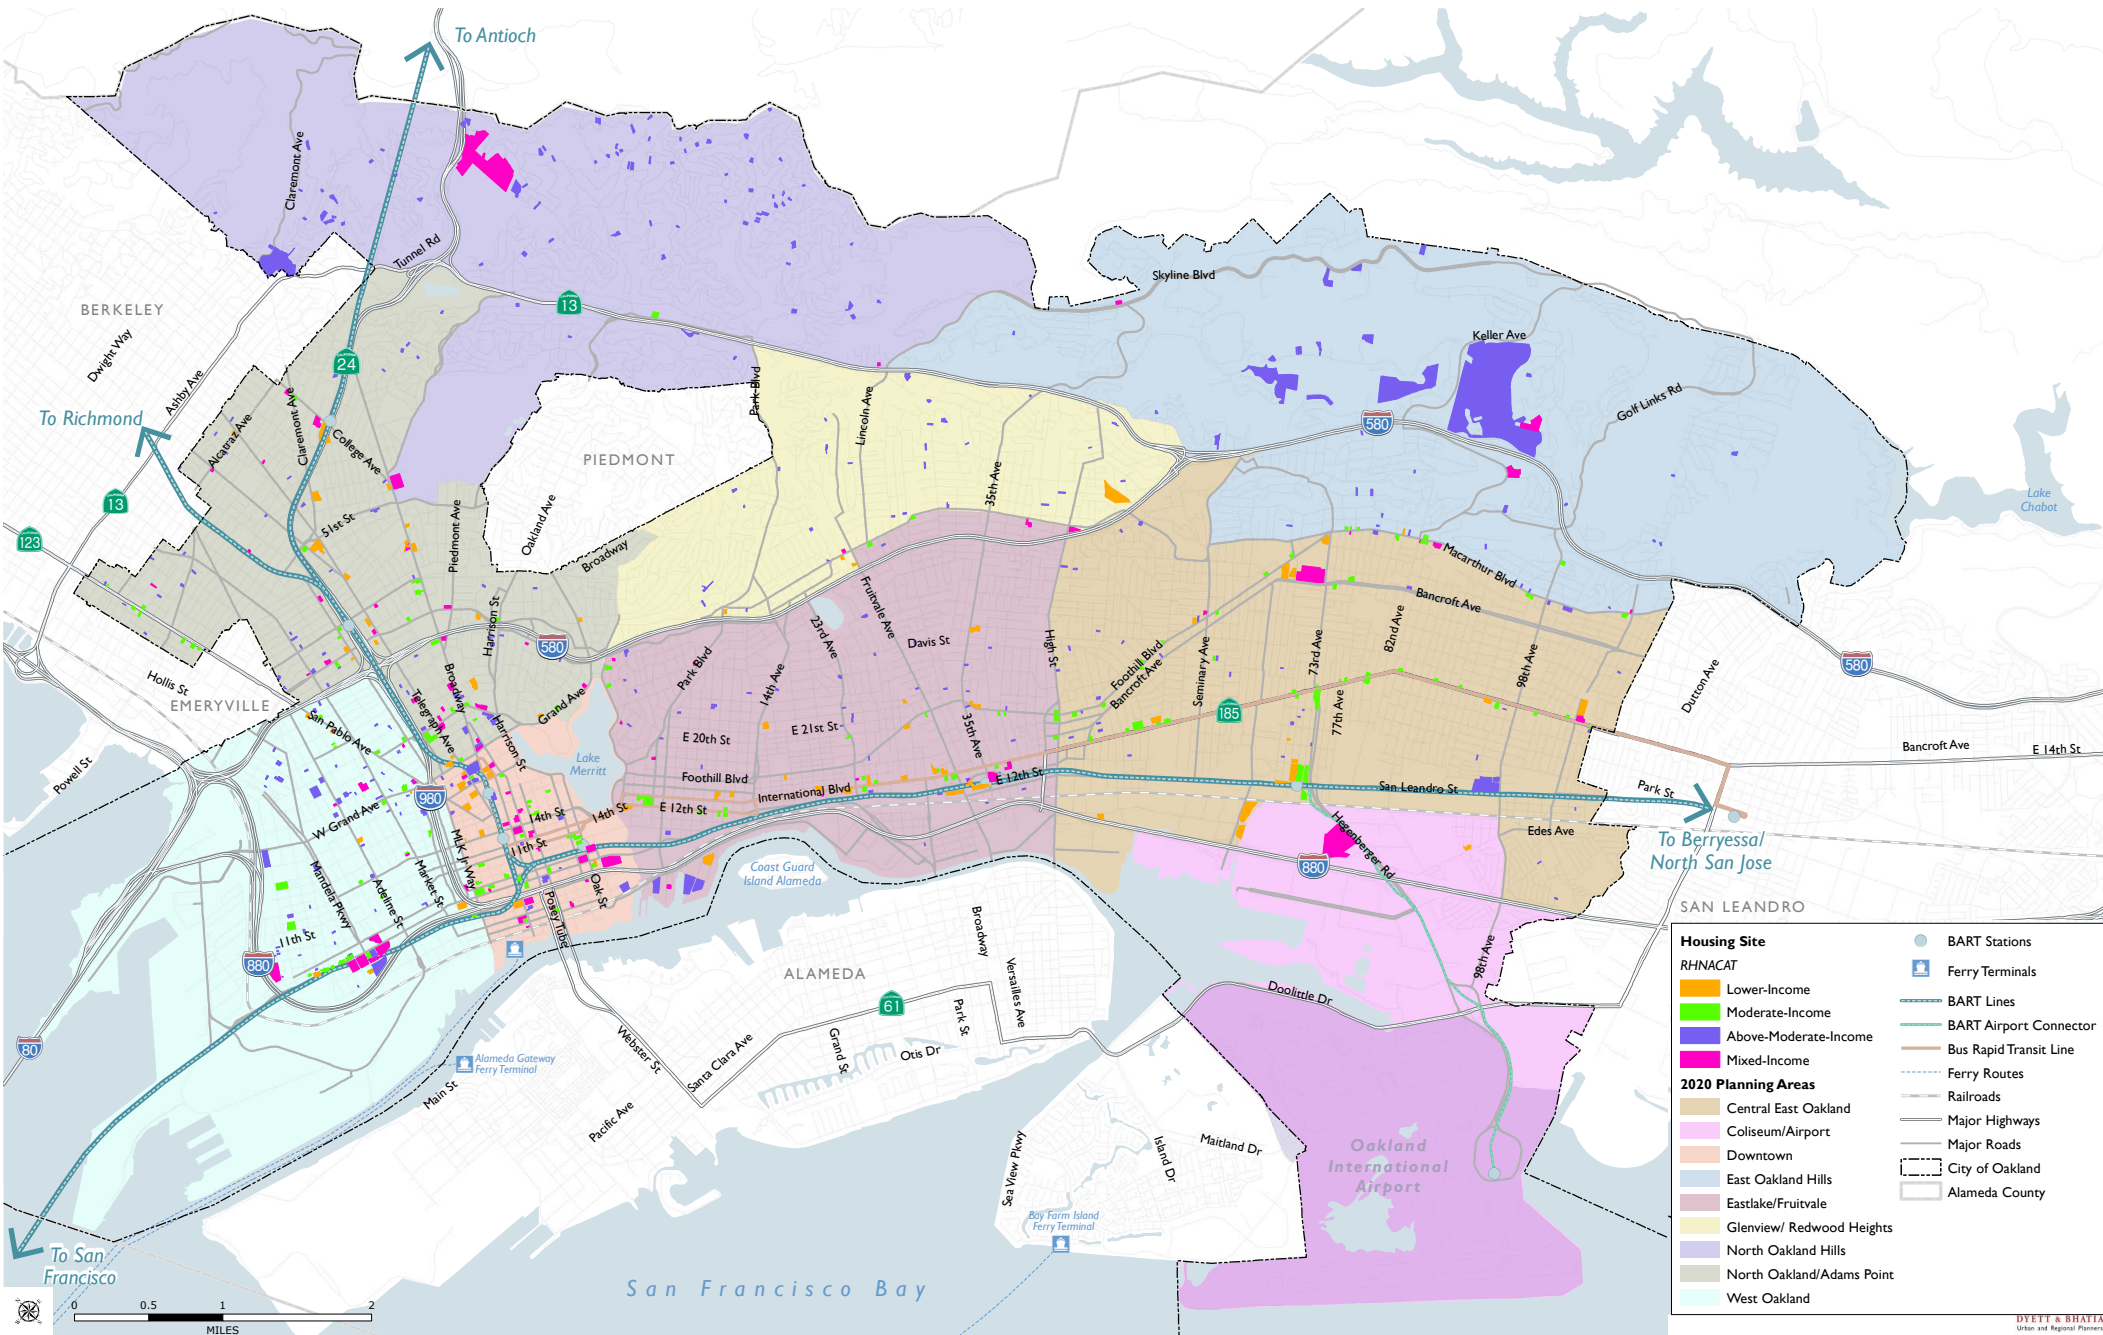 To Antioch
Claremont Ave
Tunnel Rd
13
BERKELEY
Dwight Way
Ashby Ave
24
To Richmond
Alcatraz Ave
Claremont Ave
College Ave
13
123
51st St
Piedmont Ave
Oakland Ave
PIEDMONT
Broadway
Park Blvd
Lincoln Ave
35th Ave
Skyline Blvd
Keller Ave
Golf Links Rd
580
Lake
Chabot
Macarthur Blvd
Bancroft Ave
Harrison St
580
Fruitvale Ave
23rd Ave
Davis St
High St
Foothill Blvd
Bancroft Ave
Seminary Ave
73rd Ave
82nd Ave
98th Ave
77th Ave
185
Dutton Ave
580
Hollis St
EMERYVILLE
San Pablo Ave
Telegraph Ave
Broadway
Harrison St
Grand Ave
Park Blvd
14th Ave
E 21st St
E 20th St
35th Ave
Lake
Merritt
Powell St
Foothill Blvd
International Blvd
E 12th St
E 12th St
San Leandro St
Park St
Bancroft Ave
E 14th St
980
W Grand Ave
14th St
14th St
11th St
MLK Jr Way
Market St
Mandela Pkwy
Adeline St
11th St
Oak St
Posey Tube
Edes Ave
Hegenberger Rd
880
To Berryessa/
North San Jose
SAN LEANDRO
Coast Guard
Island Alameda
880
80
ALAMEDA
Broadway
Versailles Ave
61
Park St
Grand St
Otis Dr
Santa Clara Ave
Webster St
Pacific Ave
Main St
Alameda Gateway
Ferry Terminal
Doolittle Dr
98th Ave
Sea View Pkwy
Island Dr
Maitland Dr
Bay Farm Island
Ferry Terminal
Oakland
International
Airport
To San
Francisco
San Francisco Bay
0 0.5 1 2
MILES
Housing Site
RHNACAT
Lower-Income
Moderate-Income
Above-Moderate-Income
Mixed-Income
2020 Planning Areas
Central East Oakland
Coliseum/Airport
Downtown
East Oakland Hills
Eastlake/Fruitvale
Glenview/ Redwood Heights
North Oakland Hills
North Oakland/Adams Point
West Oakland
BART Stations
Ferry Terminals
BART Lines
BART Airport Connector
Bus Rapid Transit Line
Ferry Routes
Railroads
Major Highways
Major Roads
City of Oakland
Alameda County
DYETT & BHATIA
Urban and Regional Planners